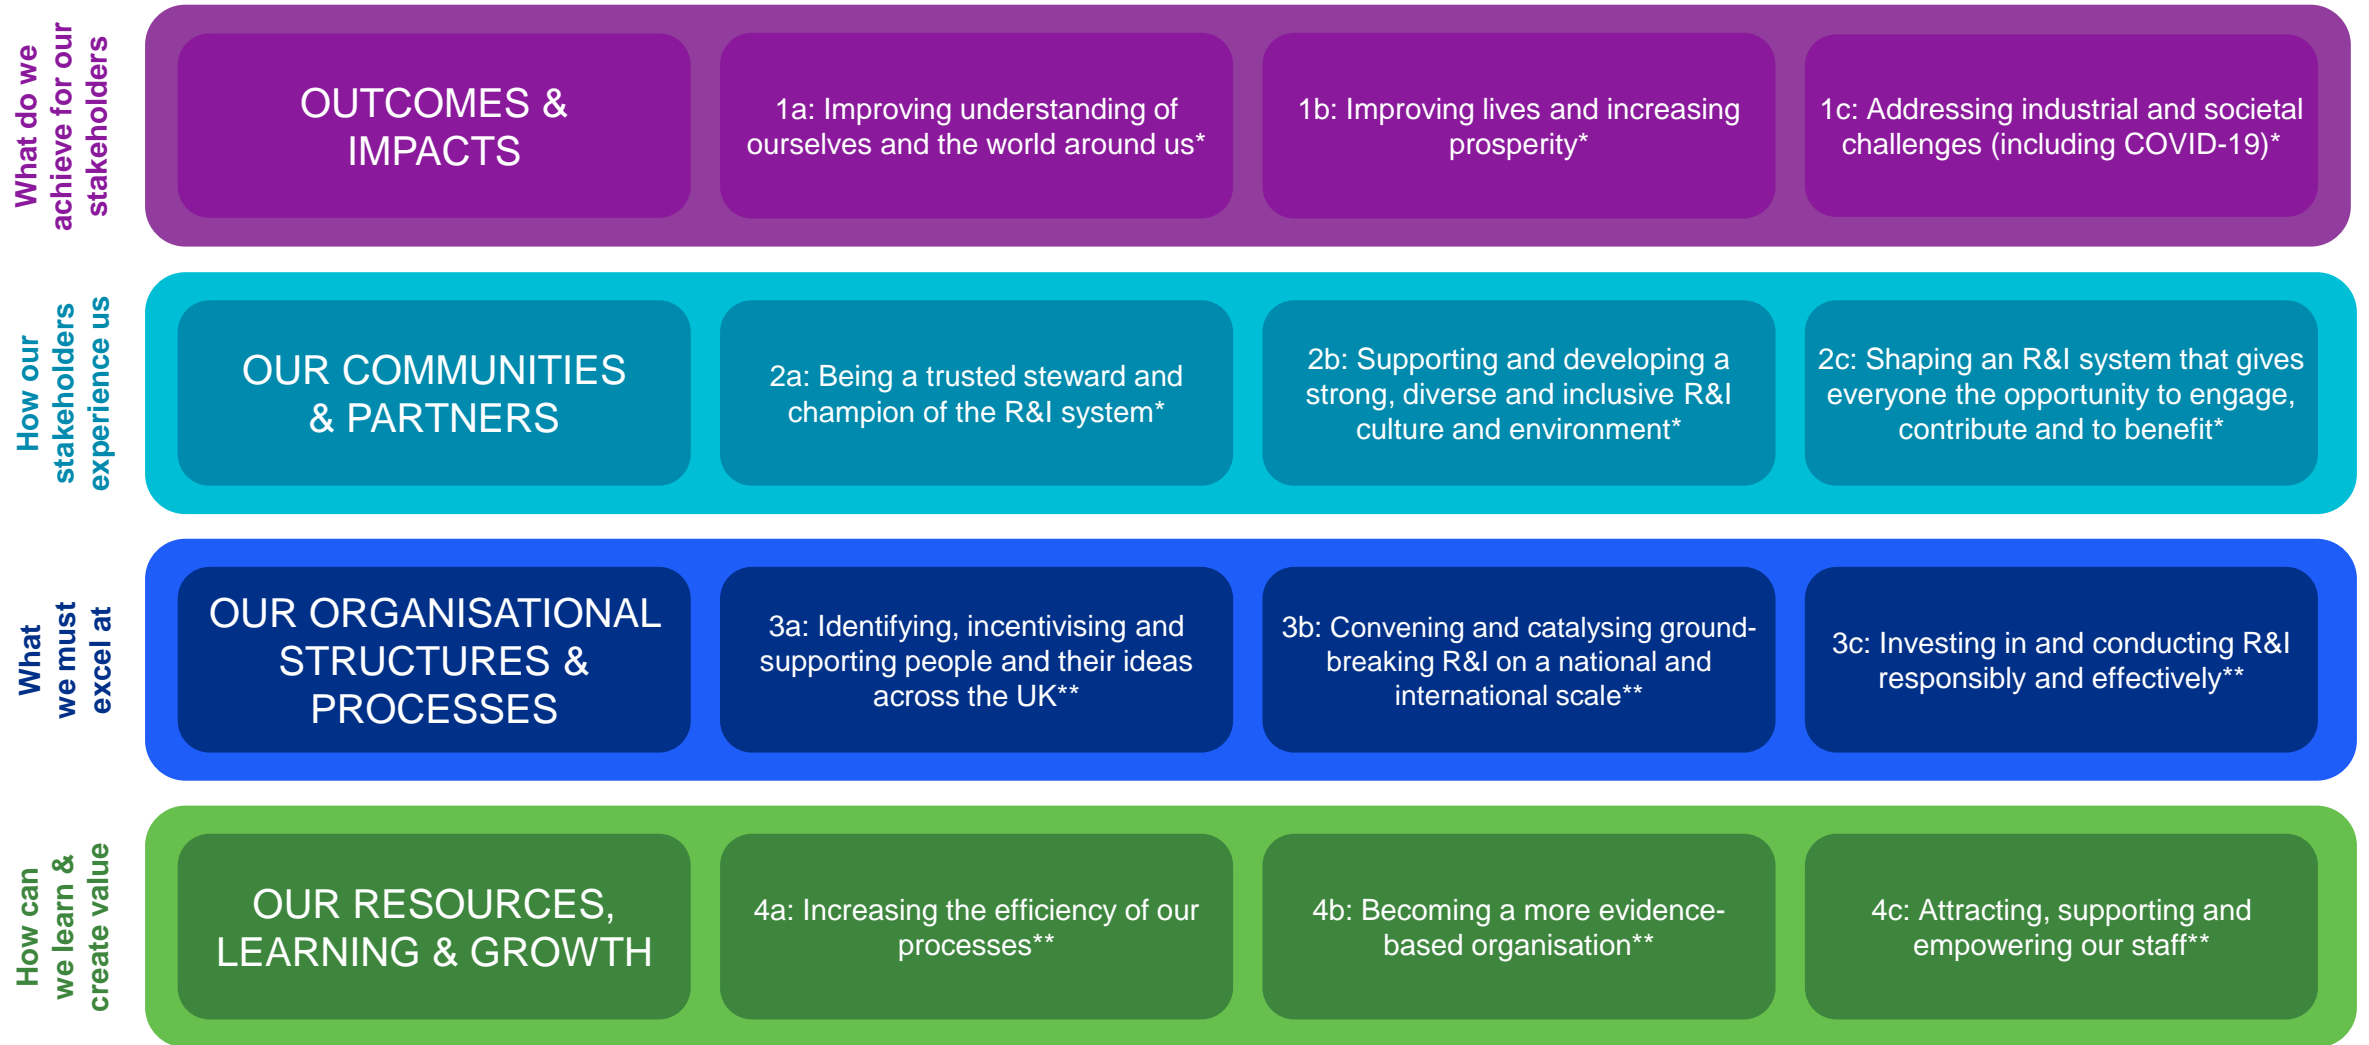 What do we
achieve for our
stakeholders
OUTCOMES &
IMPACTS
1a: Improving understanding of
ourselves and the world around us*
1b: Improving lives and increasing
prosperity*
1c: Addressing industrial and societal
challenges (including COVID-19)*
How our
stakeholders
experience us
OUR COMMUNITIES
& PARTNERS
2a: Being a trusted steward and
champion of the R&I system*
2b: Supporting and developing a
strong, diverse and inclusive R&I
culture and environment*
2c: Shaping an R&I system that gives
everyone the opportunity to engage,
contribute and to benefit*
What
we must
excel at
OUR ORGANISATIONAL
STRUCTURES &
PROCESSES
3a: Identifying, incentivising and
supporting people and their ideas
across the UK**
3b: Convening and catalysing ground-
breaking R&I on a national and
international scale**
3c: Investing in and conducting R&I
responsibly and effectively**
How can
we learn &
create value
OUR RESOURCES,
LEARNING & GROWTH
4a: Increasing the efficiency of our
processes**
4b: Becoming a more evidence-
based organisation**
4c: Attracting, supporting and
empowering our staff**